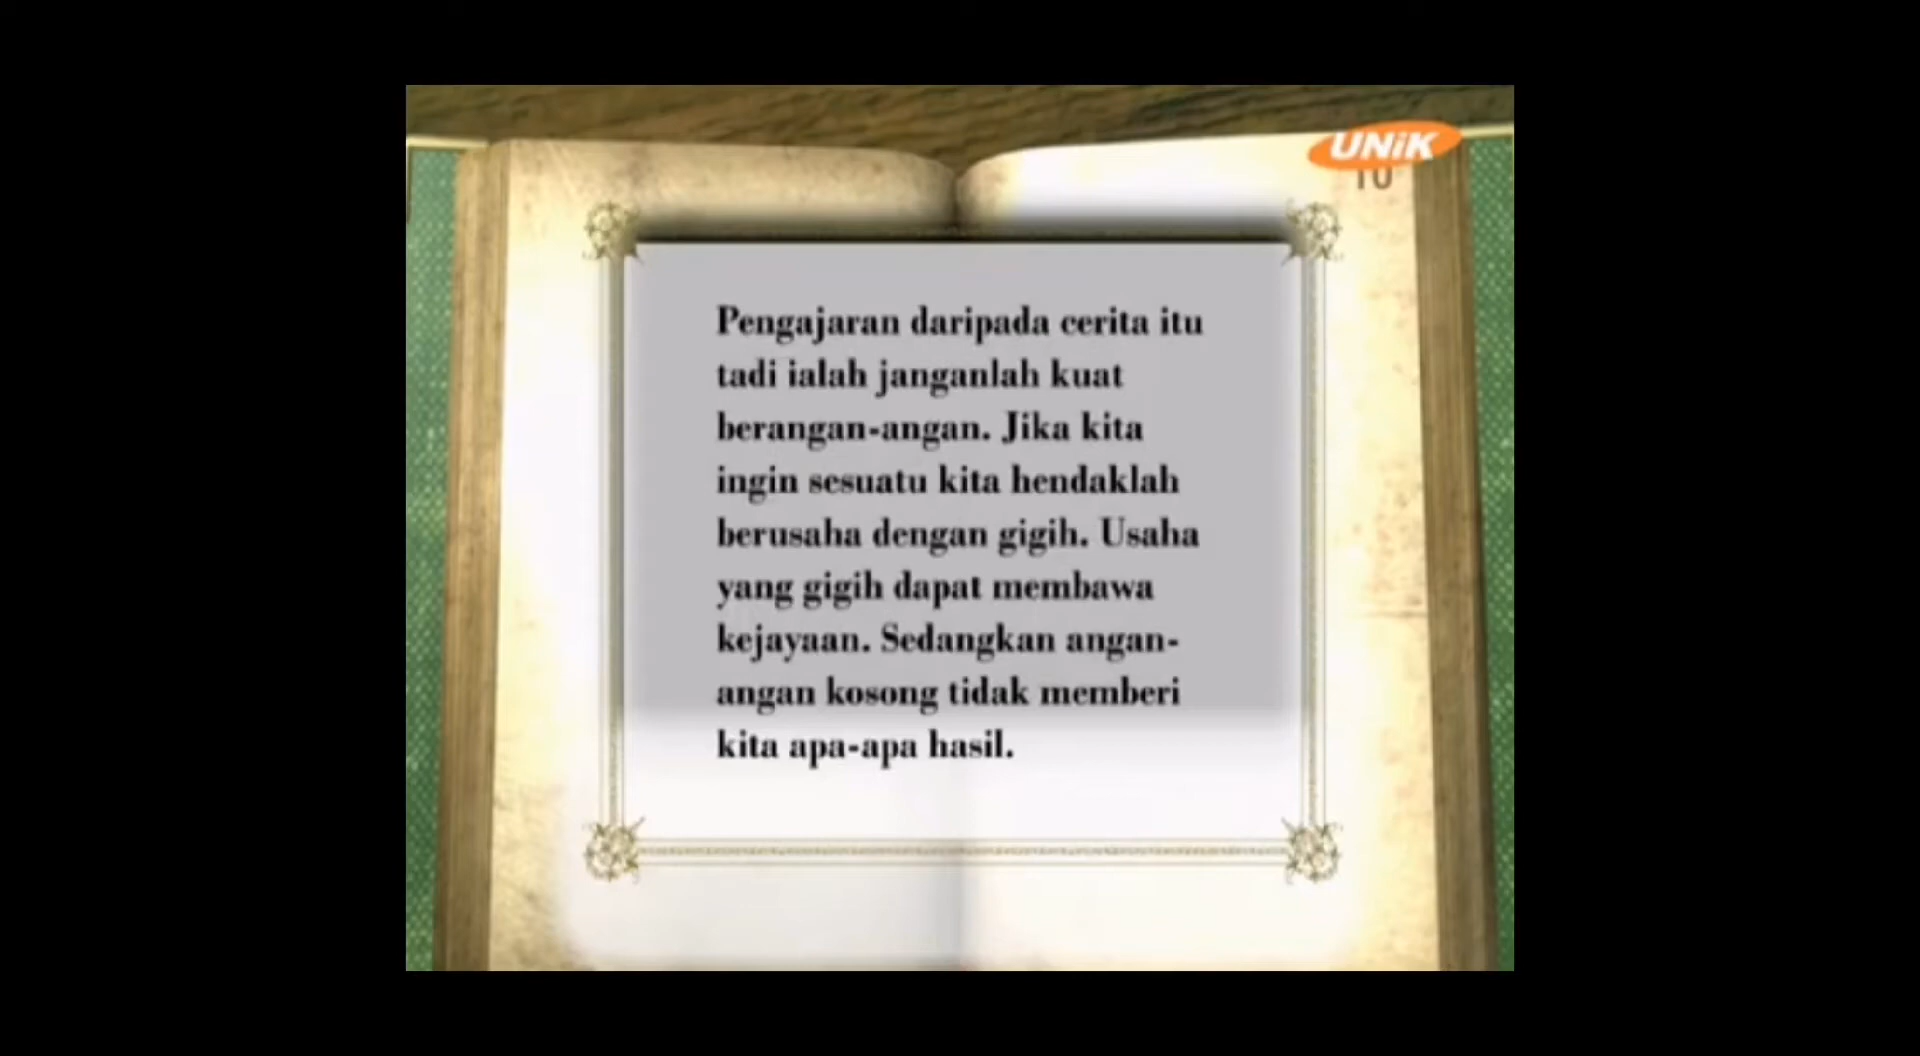 UNiK
10
Pengajaran daripada cerita itu
tadi ialah janganlah kuat
berangan-angan. Jika kita
ingin sesuatu kita hendaklah
berusaha dengan gigih. Usaha
yang gigih dapat membawa
kejayaan. Sedangkan angan-
angan kosong tidak memberi
kita apa-apa hasil.